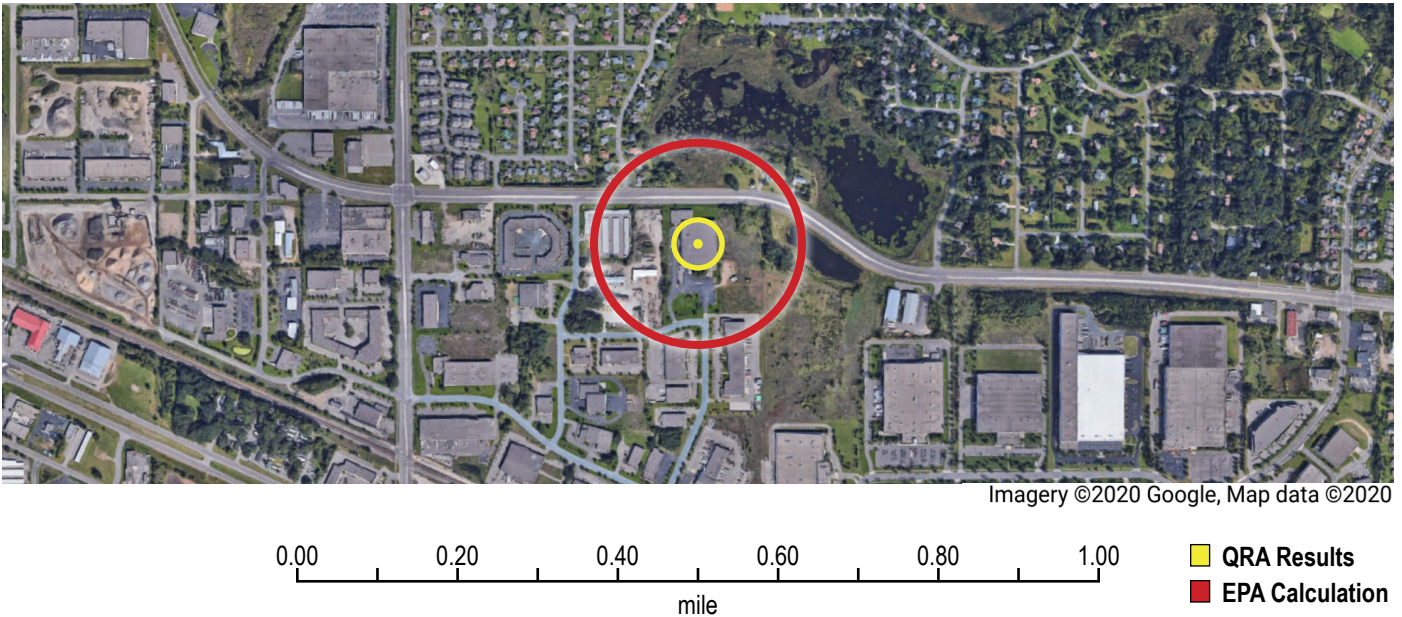 Imagery ©2020 Google, Map data ©2020
0.00 0.20 0.40 0.60 0.80 1.00
mile
QRA Results
EPA Calculation